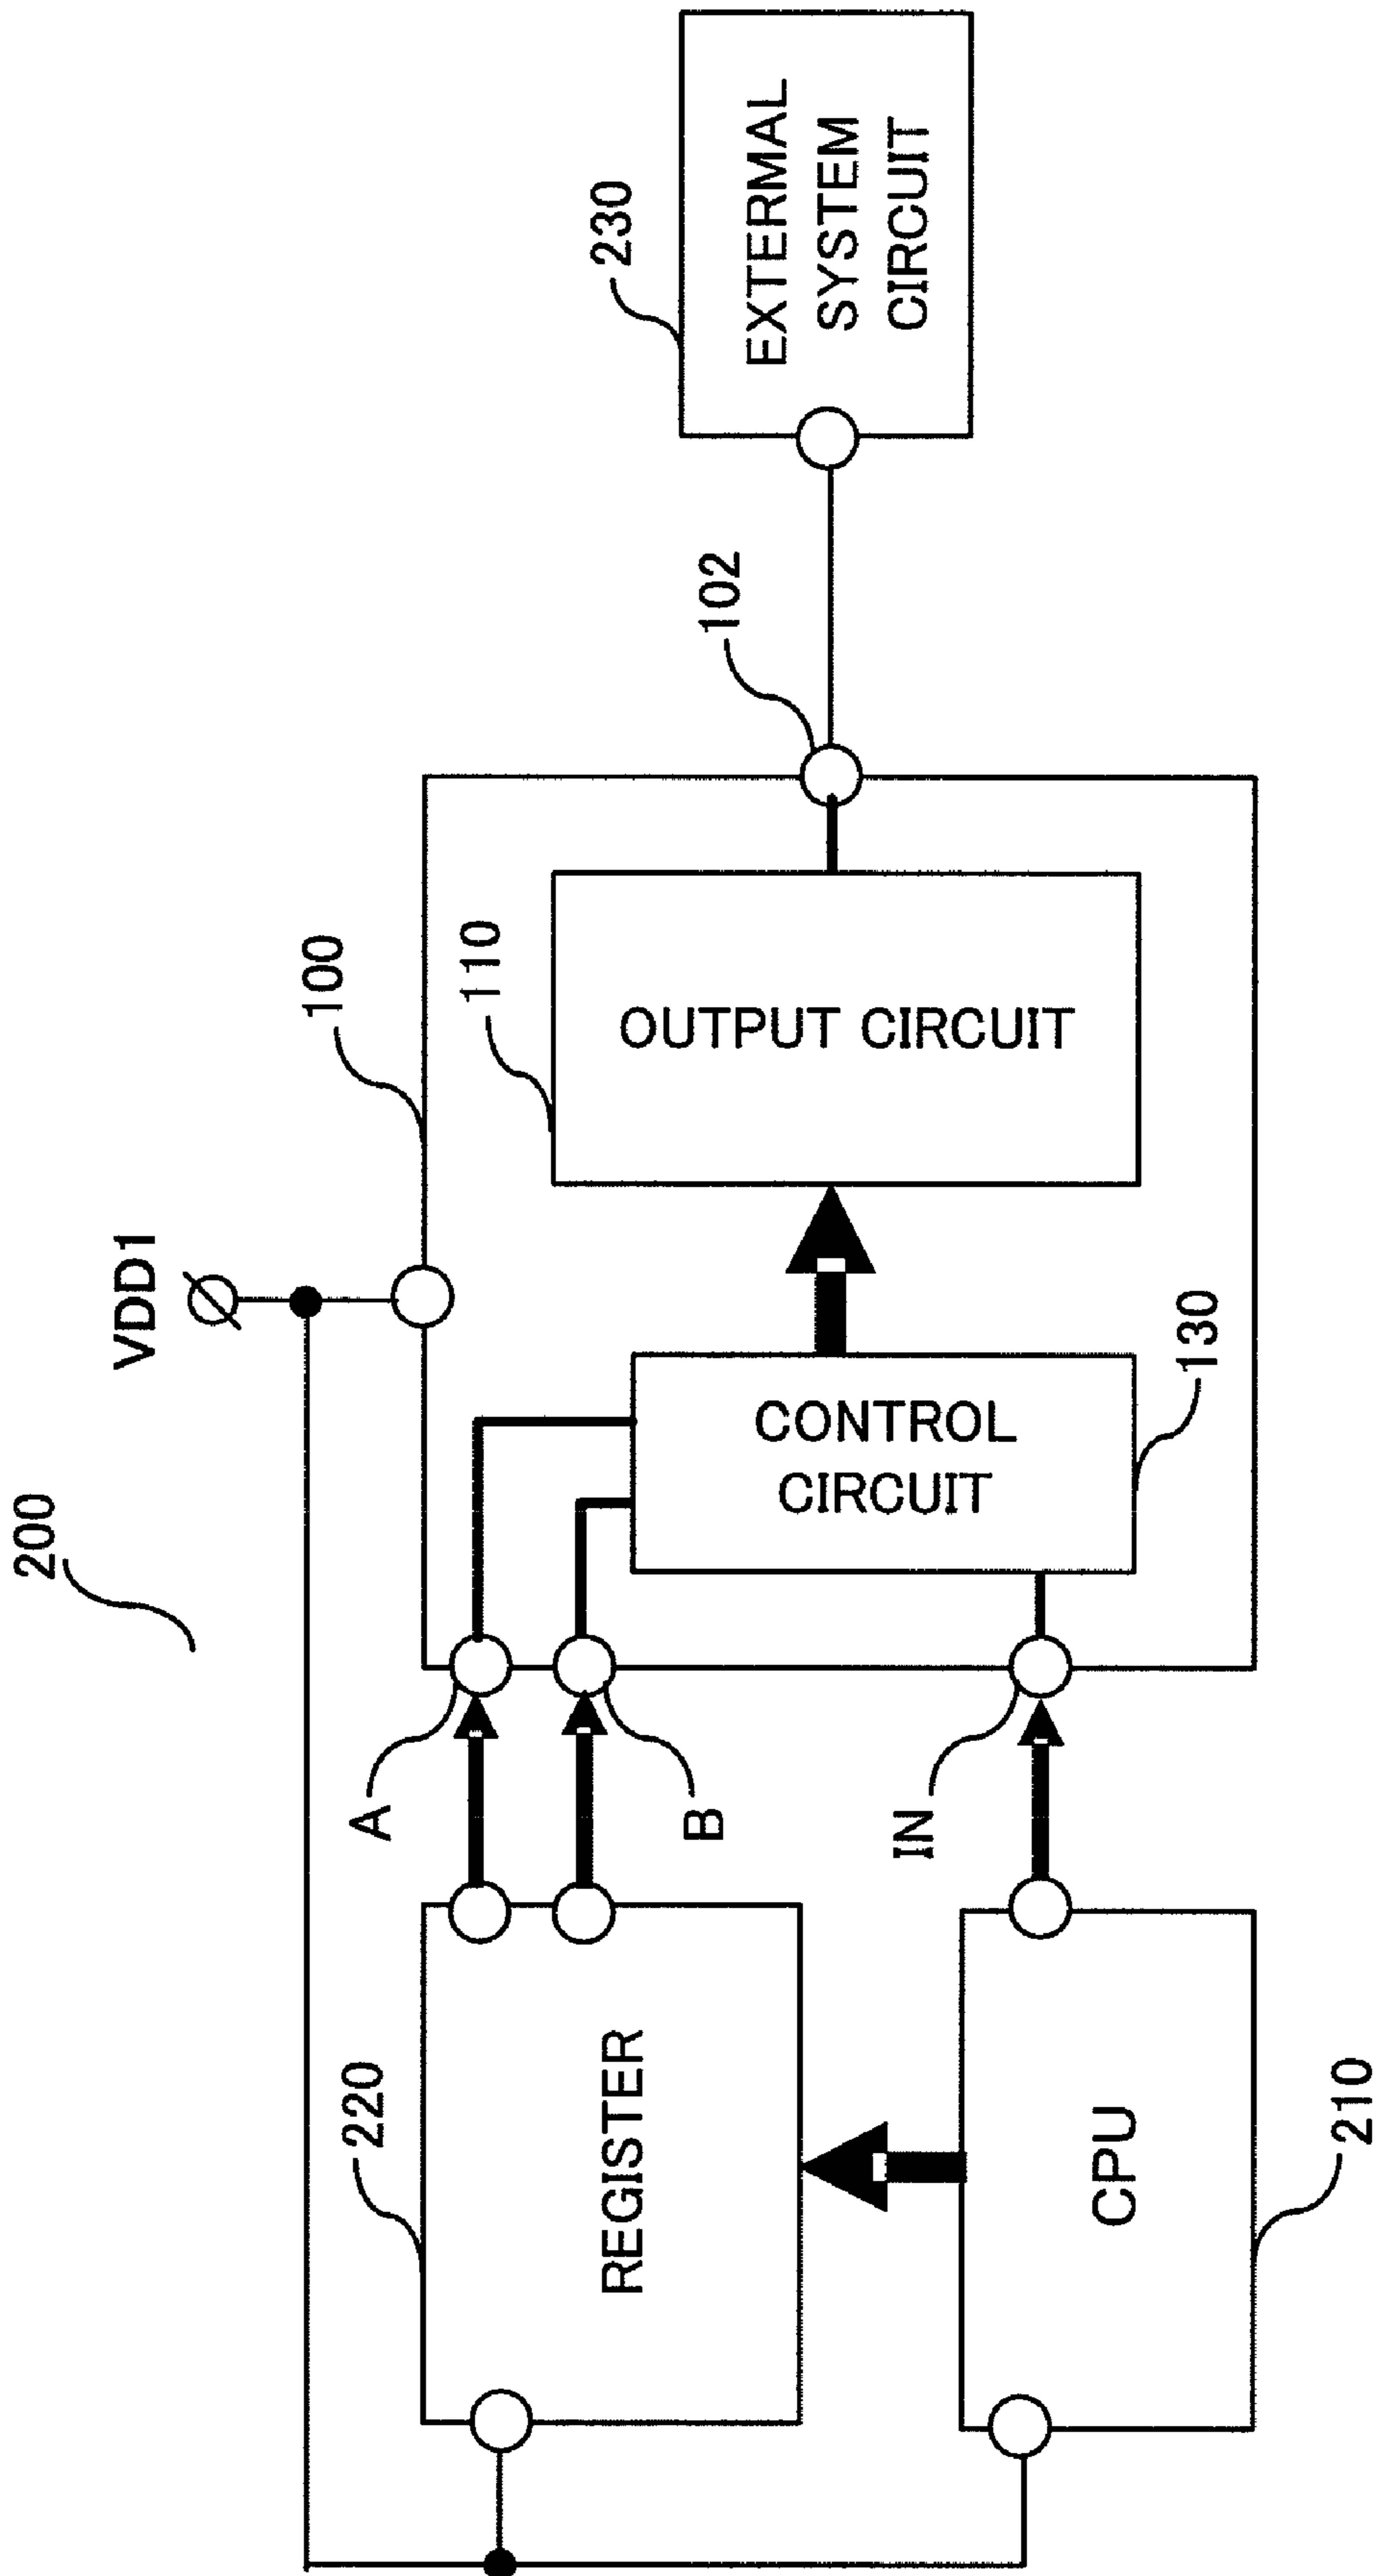 200
VDD1
100
110
OUTPUT CIRCUIT
102
230
EXTERMAL
SYSTEM
CIRCUIT
220
REGISTER
A
B
IN
CONTROL
CIRCUIT
130
CPU
210